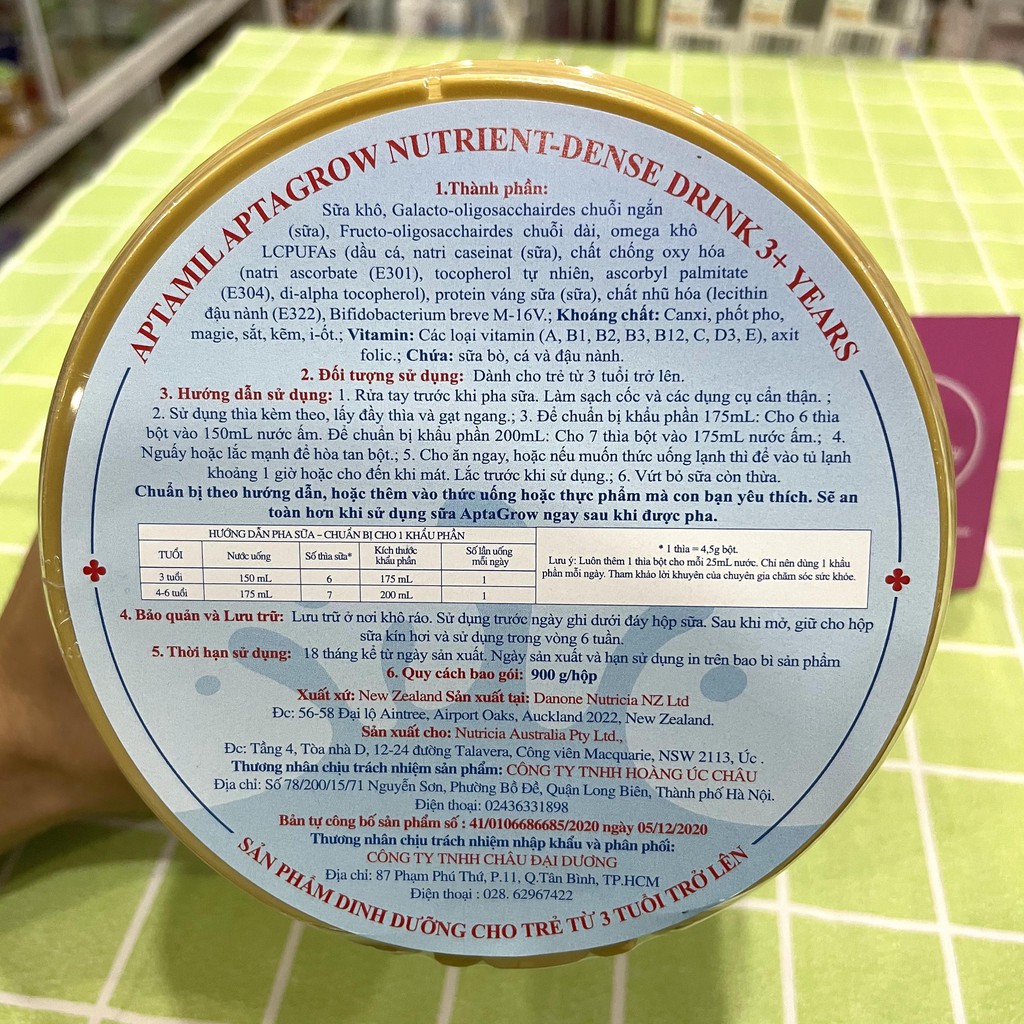 APTAMIL APTAGROW NUTRIENT-DENSE DRINK 3+ YEARS
1.Thành phần:
Sữa khô, Galacto-oligosacchairdes chuỗi ngắn
(sữa), Fructo-oligosacchairdes chuỗi dài, omega khô
LCPUFAs (dầu cá, natri caseinat (sữa), chất chống oxy hóa
(natri ascorbate (E301), tocopherol tự nhiên, ascorbyl palmitate
(E304), di-alpha tocopherol), protein váng sữa (sữa), chất nhũ hóa (lecithin
đậu nành (E322), Bifidobacterium breve M-16V.; Khoáng chất: Canxi, phốt pho,
magie, sắt, kẽm, i-ốt.; Vitamin: Các loại vitamin (A, B1, B2, B3, B12, C, D3, E), axit
folic.; Chứa: sữa bò, cá và đậu nành.
2. Đối tượng sử dụng: Dành cho trẻ từ 3 tuổi trở lên.
3. Hướng dẫn sử dụng: 1. Rửa tay trước khi pha sữa. Làm sạch cốc và các dụng cụ cẩn thận. ;
2. Sử dụng thìa kèm theo, lấy đầy thìa và gạt ngang.; 3. Để chuẩn bị khẩu phần 175mL: Cho 6 thìa
bột vào 150mL nước ấm. Để chuẩn bị khẩu phần 200mL: Cho 7 thìa bột vào 175mL nước ấm.; 4.
Nguấy hoặc lắc mạnh để hòa tan bột.; 5. Cho ăn ngay, hoặc nếu muốn thức uống lạnh thì để vào tủ lạnh
khoảng 1 giờ hoặc cho đến khi mát. Lắc trước khi sử dụng.; 6. Vứt bỏ sữa còn thừa.
Chuẩn bị theo hướng dẫn, hoặc thêm vào thức uống hoặc thực phẩm mà con bạn yêu thích. Sẽ an
toàn hơn khi sử dụng sữa AptaGrow ngay sau khi được pha.
HƯỚNG DẪN PHA SỮA – CHUẨN BỊ CHO 1 KHẨU PHẦN
TUỔI Nước uống Số thìa sữa* Kích thước khẩu phần Số lần uống mỗi ngày
3 tuổi 150 mL 6 175 mL 1
4-6 tuổi 175 mL 7 200 mL 1
* 1 thìa = 4,5g bột.
Lưu ý: Luôn thêm 1 thìa bột cho mỗi 25mL nước. Chỉ nên dùng 1 khẩu
phần mỗi ngày. Tham khảo lời khuyên của chuyên gia chăm sóc sức khỏe.
4. Bảo quản và Lưu trữ: Lưu trữ ở nơi khô ráo. Sử dụng trước ngày ghi dưới đáy hộp sữa. Sau khi mở, giữ cho hộp
sữa kín hơi và sử dụng trong vòng 6 tuần.
5. Thời hạn sử dụng: 18 tháng kể từ ngày sản xuất. Ngày sản xuất và hạn sử dụng in trên bao bì sản phẩm
6. Quy cách bao gói: 900 g/hộp
Xuất xứ: New Zealand Sản xuất tại: Danone Nutricia NZ Ltd
Đc: 56-58 Đại lộ Aintree, Airport Oaks, Auckland 2022, New Zealand.
Sản xuất cho: Nutricia Australia Pty Ltd.,
Đc: Tầng 4, Tòa nhà D, 12-24 đường Talavera, Công viên Macquarie, NSW 2113, Úc .
Thương nhân chịu trách nhiệm sản phẩm: CÔNG TY TNHH HOÀNG ÚC CHÂU
Địa chỉ: Số 78/200/15/71 Nguyễn Sơn, Phường Bồ Đề, Quận Long Biên, Thành phố Hà Nội.
Điện thoại: 02436331898
Bản tự công bố sản phẩm số : 41/0106686685/2020 ngày 05/12/2020
Thương nhân chịu trách nhiệm nhập khẩu và phân phối:
CÔNG TY TNHH CHÂU ĐẠI DƯƠNG
Địa chỉ: 87 Phạm Phú Thứ, P.11, Q.Tân Bình, TP.HCM
Điện thoại : 028. 62967422
SẢN PHẨM DINH DƯỠNG CHO TRẺ TỪ 3 TUỔI TRỞ LÊN